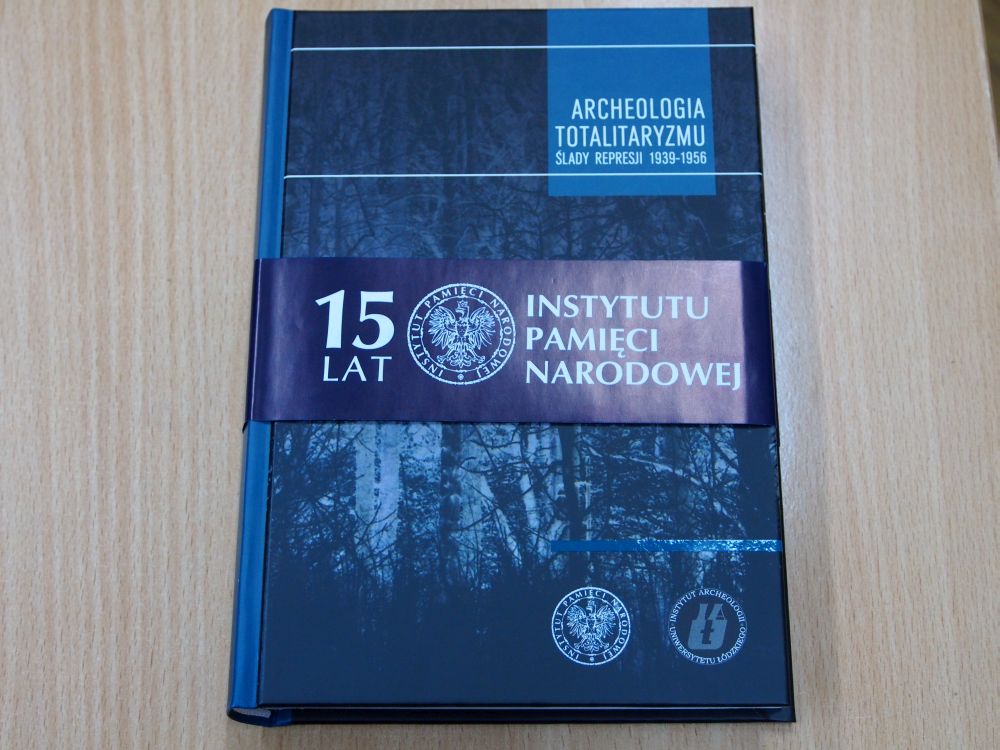 ARCHEOLOGIA
TOTALITARYZMU
ŚLADY REPRESJI 1939-1956
15
LAT
INSTYTUT PAMIĘCI NARODOWEJ
INSTYTUTU
PAMIĘCI
NARODOWEJ
INSTYTUT PAMIĘCI NARODOWEJ
INSTYTUT ARCHEOLOGII
UNIWERSYTETU ŁÓDZKIEGO